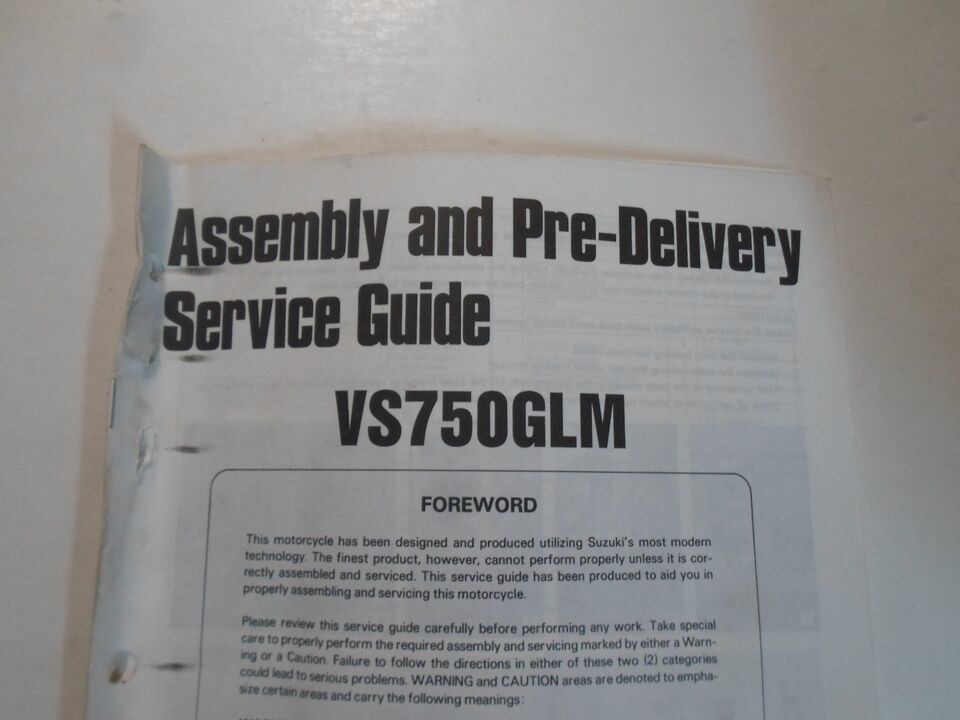 Assembly and Pre-Delivery
Service Guide
VS750GLM
FOREWORD
This motorcycle has been designed and produced utilizing Suzuki's most modern
technology. The finest product, however, cannot perform properly unless it is cor-
rectly assembled and serviced. This service guide has been produced to aid you in
properly assembling and servicing this motorcycle.
Please review this service guide carefully before performing any work. Take special
care to properly perform the required assembly and servicing marked by either a Warn-
ing or a Caution. Failure to follow the directions in either of these two (2) categories
could lead to serious problems. WARNING and CAUTION areas are denoted to empha-
size certain areas and carry the following meanings: